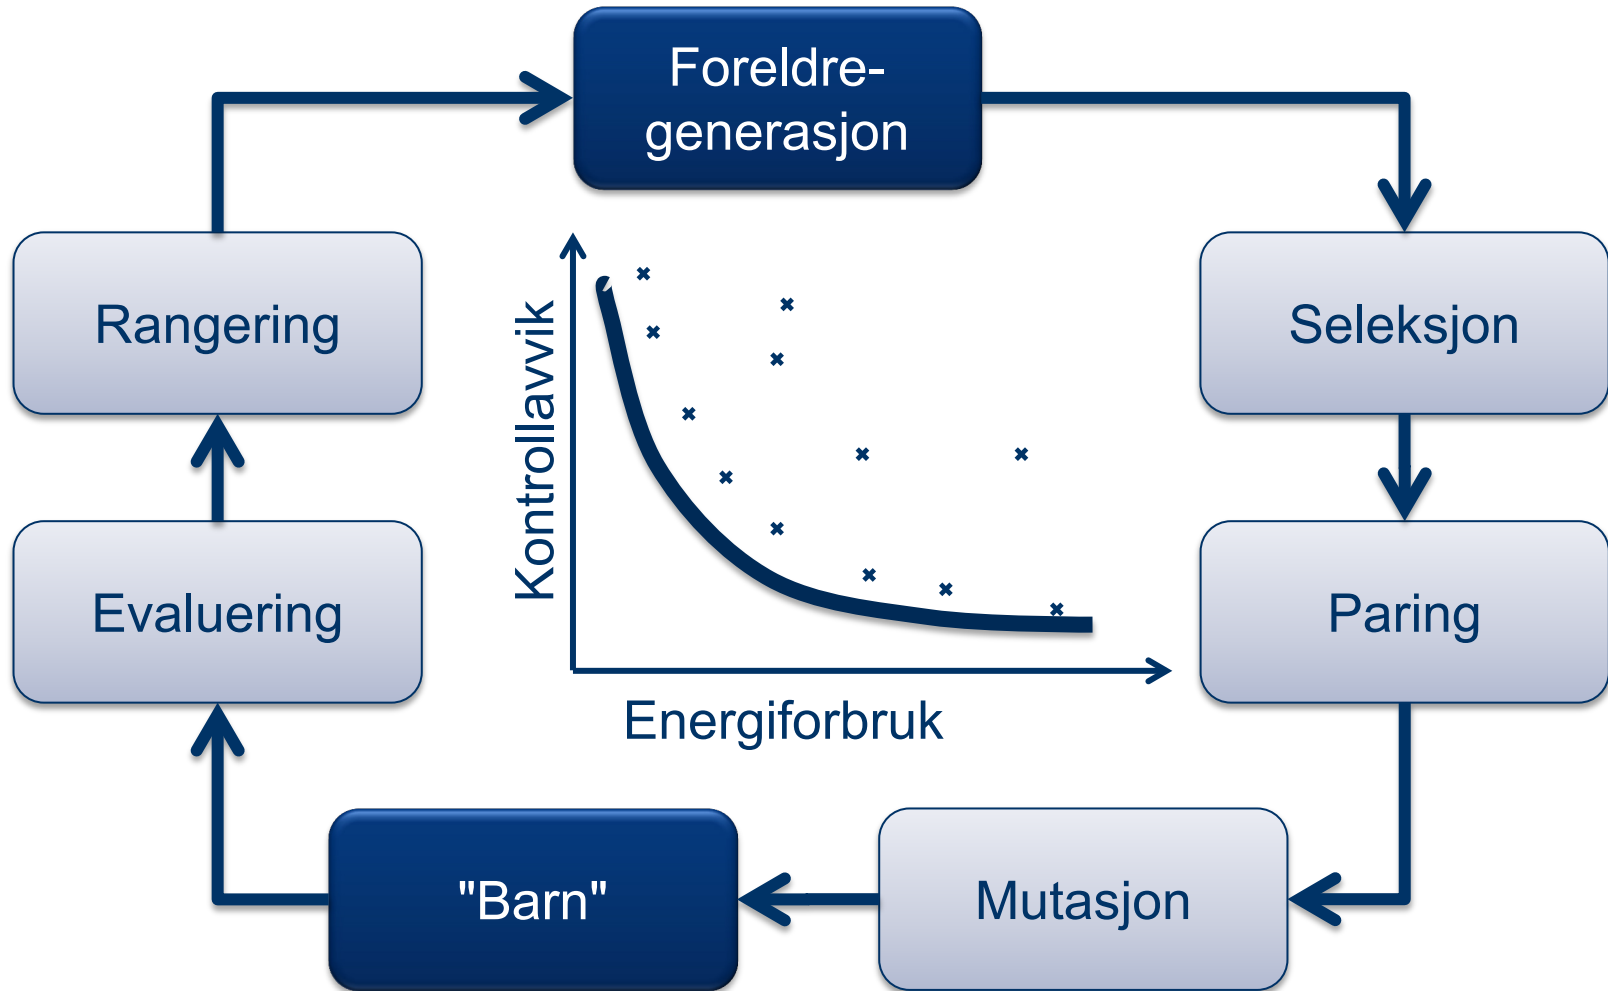 Foreldre-
generasjon
Rangering
Seleksjon
Kontrollavvik
Evaluering
Paring
Energiforbruk
"Barn"
Mutasjon